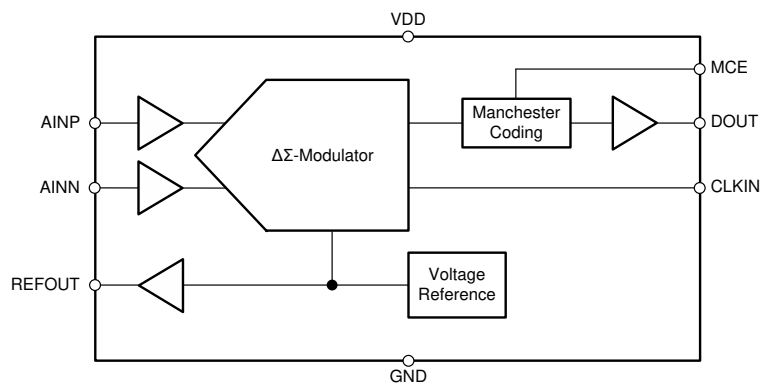 VDD
MCE
AINP
Manchester
Coding
DOUT
ΔΣ-Modulator
AINN
CLKIN
REFOUT
Voltage
Reference
GND